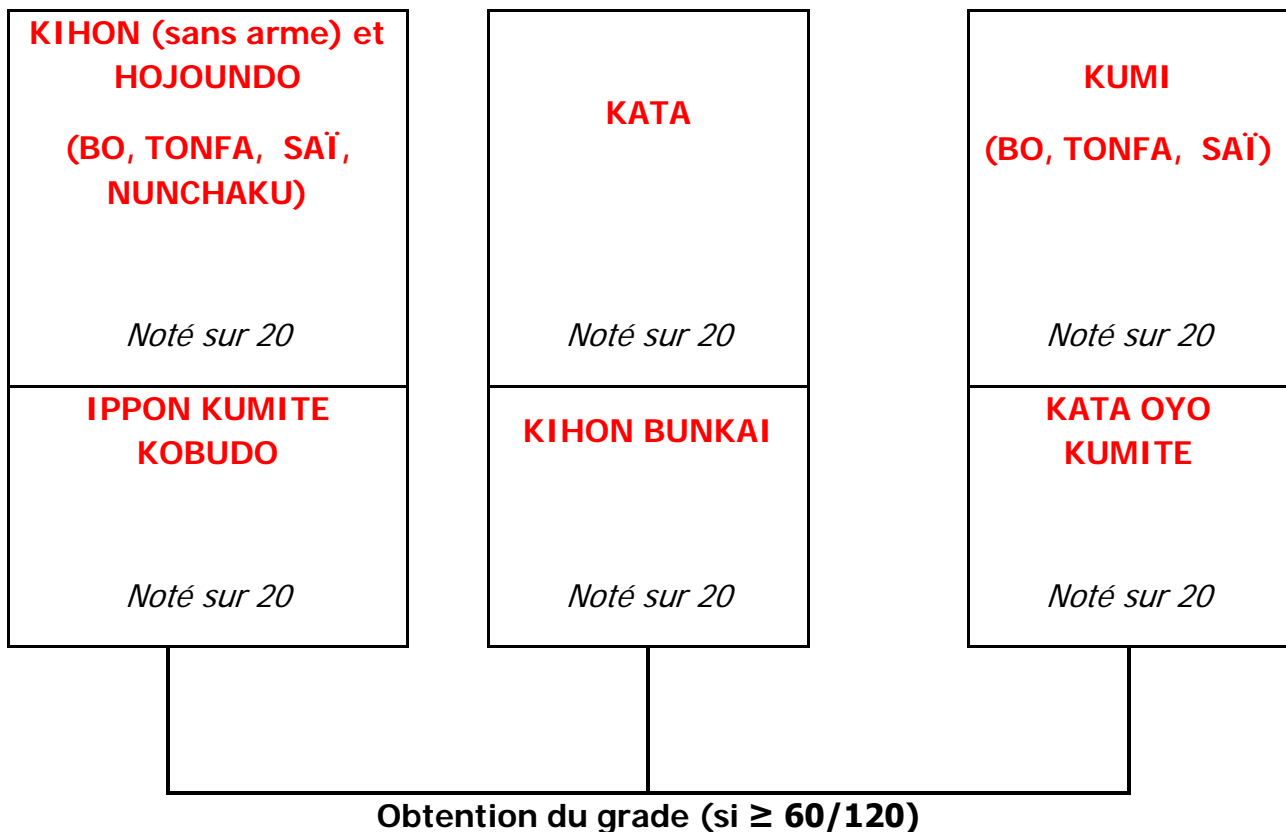 KIHON (sans arme) et
HOJOUNDO
(BO, TONFA, SAÏ,
NUNCHAKU)
Noté sur 20
KATA
Noté sur 20
KUMI
(BO, TONFA, SAÏ)
Noté sur 20
IPPON KUMITE
KOBUDO
Noté sur 20
KIHON BUNKAI
Noté sur 20
KATA OYO
KUMITE
Noté sur 20
Obtention du grade (si ≥ 60/120)